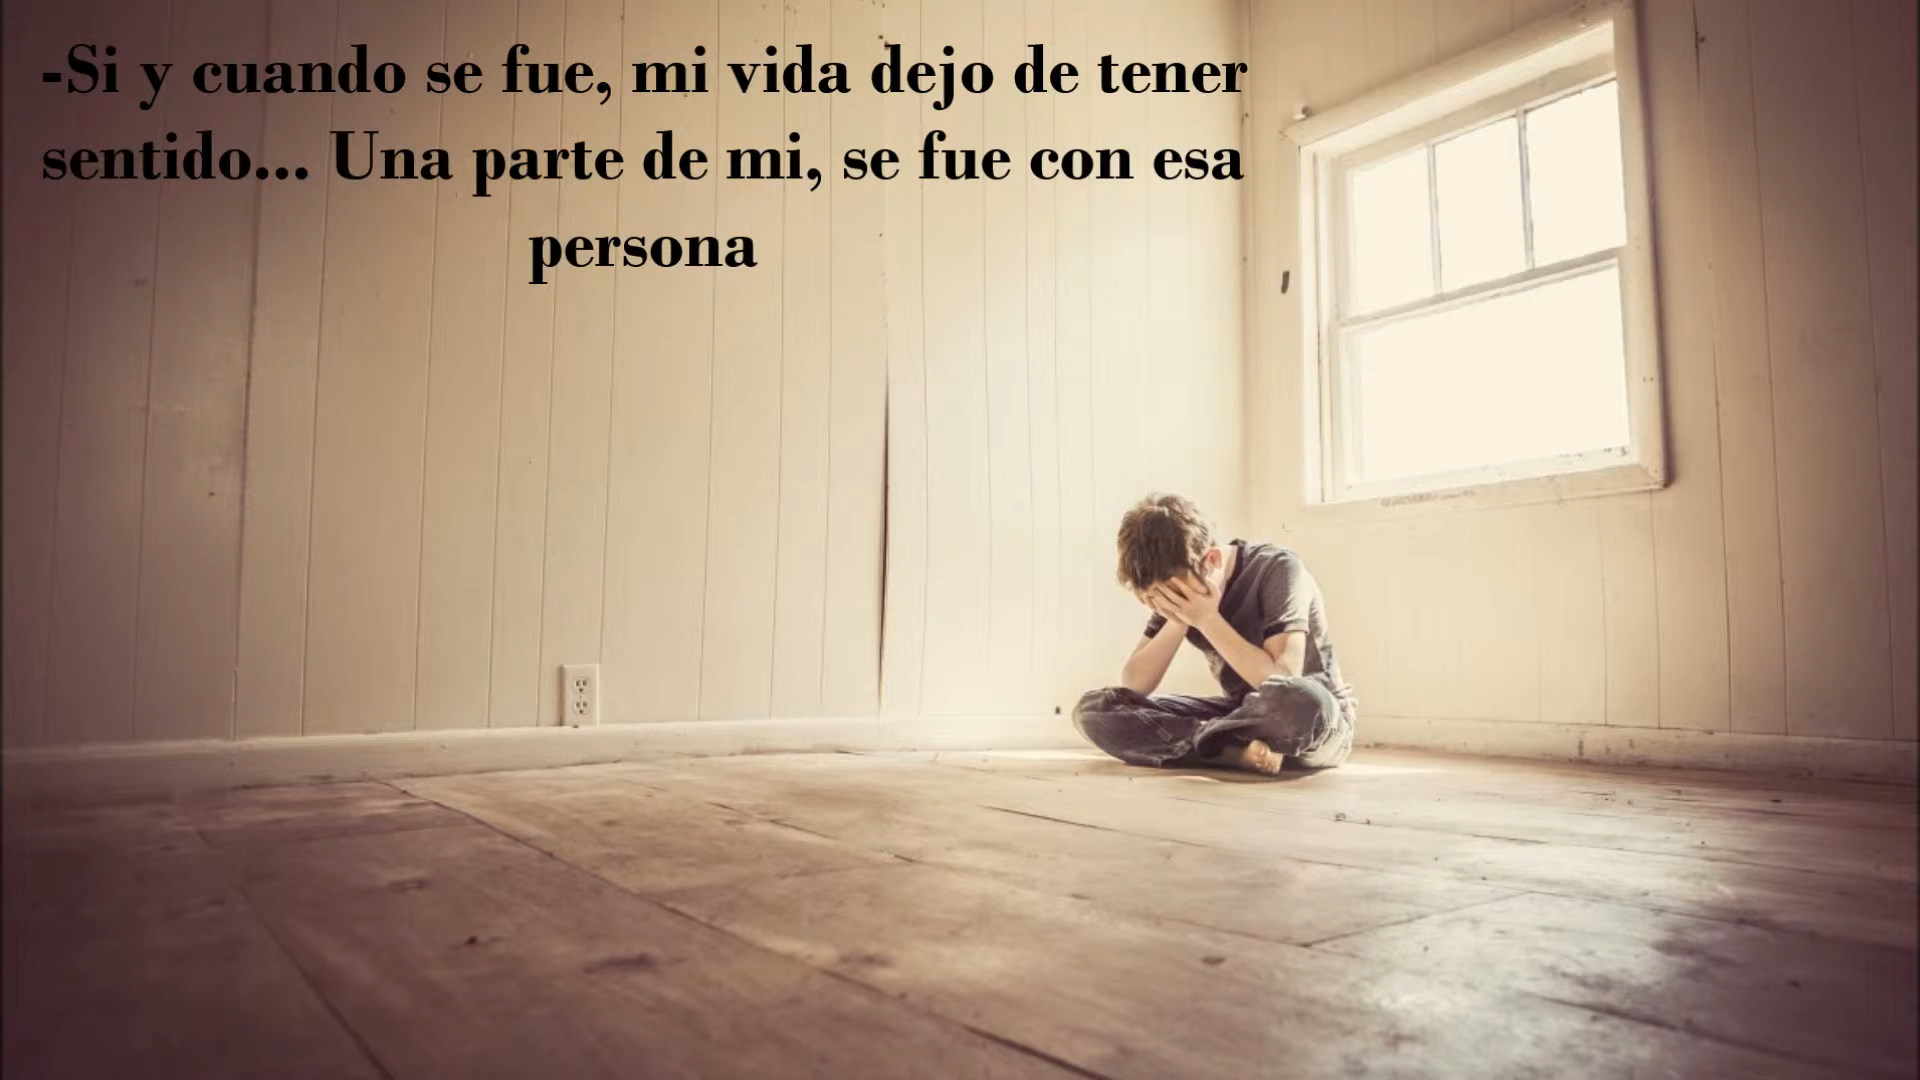 -Si y cuando se fue, mi vida dejo de tener
sentido... Una parte de mi, se fue con esa
persona